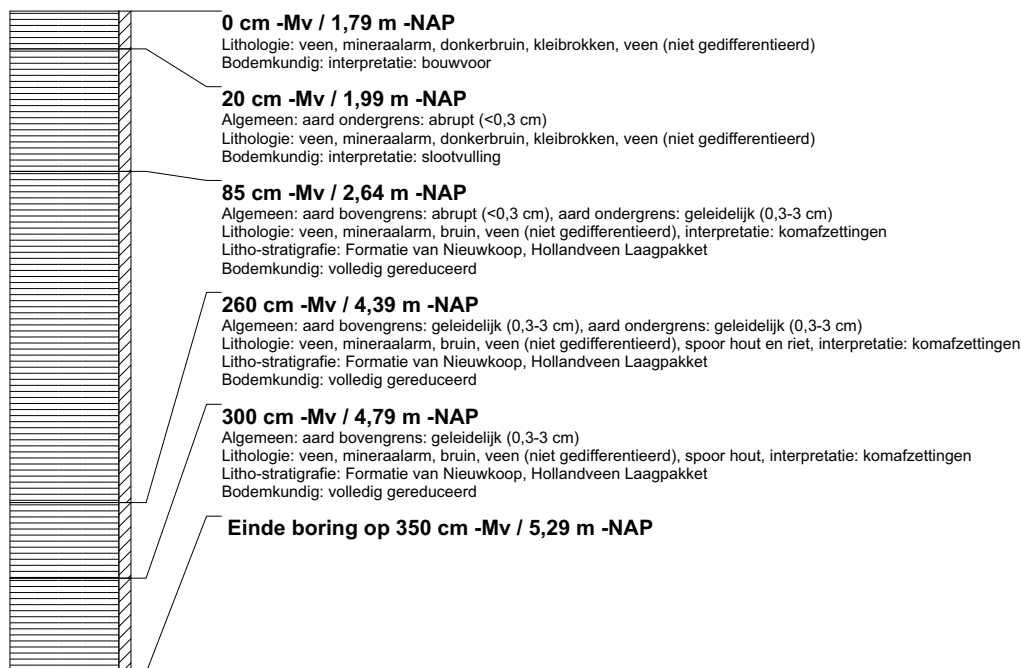 0 cm -Mv / 1,79 m -NAP
Lithologie: veen, mineraalarm, donkerbruin, kleibrokken, veen (niet gedifferentieerd)
Bodemkundig: interpretatie: bouwvoor
20 cm -Mv / 1,99 m -NAP
Algemeen: aard ondergrens: abrupt (<0,3 cm)
Lithologie: veen, mineraalarm, donkerbruin, kleibrokken, veen (niet gedifferentieerd)
Bodemkundig: interpretatie: slootvulling
85 cm -Mv / 2,64 m -NAP
Algemeen: aard bovengrens: abrupt (<0,3 cm), aard ondergrens: geleidelijk (0,3-3 cm)
Lithologie: veen, mineraalarm, bruin, veen (niet gedifferentieerd), interpretatie: komafzettingen
Litho-stratigrafie: Formatie van Nieuwkoop, Hollandveen Laagpakket
Bodemkundig: volledig gereduceerd
260 cm -Mv / 4,39 m -NAP
Algemeen: aard bovengrens: geleidelijk (0,3-3 cm), aard ondergrens: geleidelijk (0,3-3 cm)
Lithologie: veen, mineraalarm, bruin, veen (niet gedifferentieerd), spoor hout en riet, interpretatie: komafzettingen
Litho-stratigrafie: Formatie van Nieuwkoop, Hollandveen Laagpakket
Bodemkundig: volledig gereduceerd
300 cm -Mv / 4,79 m -NAP
Algemeen: aard bovengrens: geleidelijk (0,3-3 cm)
Lithologie: veen, mineraalarm, bruin, veen (niet gedifferentieerd), spoor hout, interpretatie: komafzettingen
Litho-stratigrafie: Formatie van Nieuwkoop, Hollandveen Laagpakket
Bodemkundig: volledig gereduceerd
Einde boring op 350 cm -Mv / 5,29 m -NAP